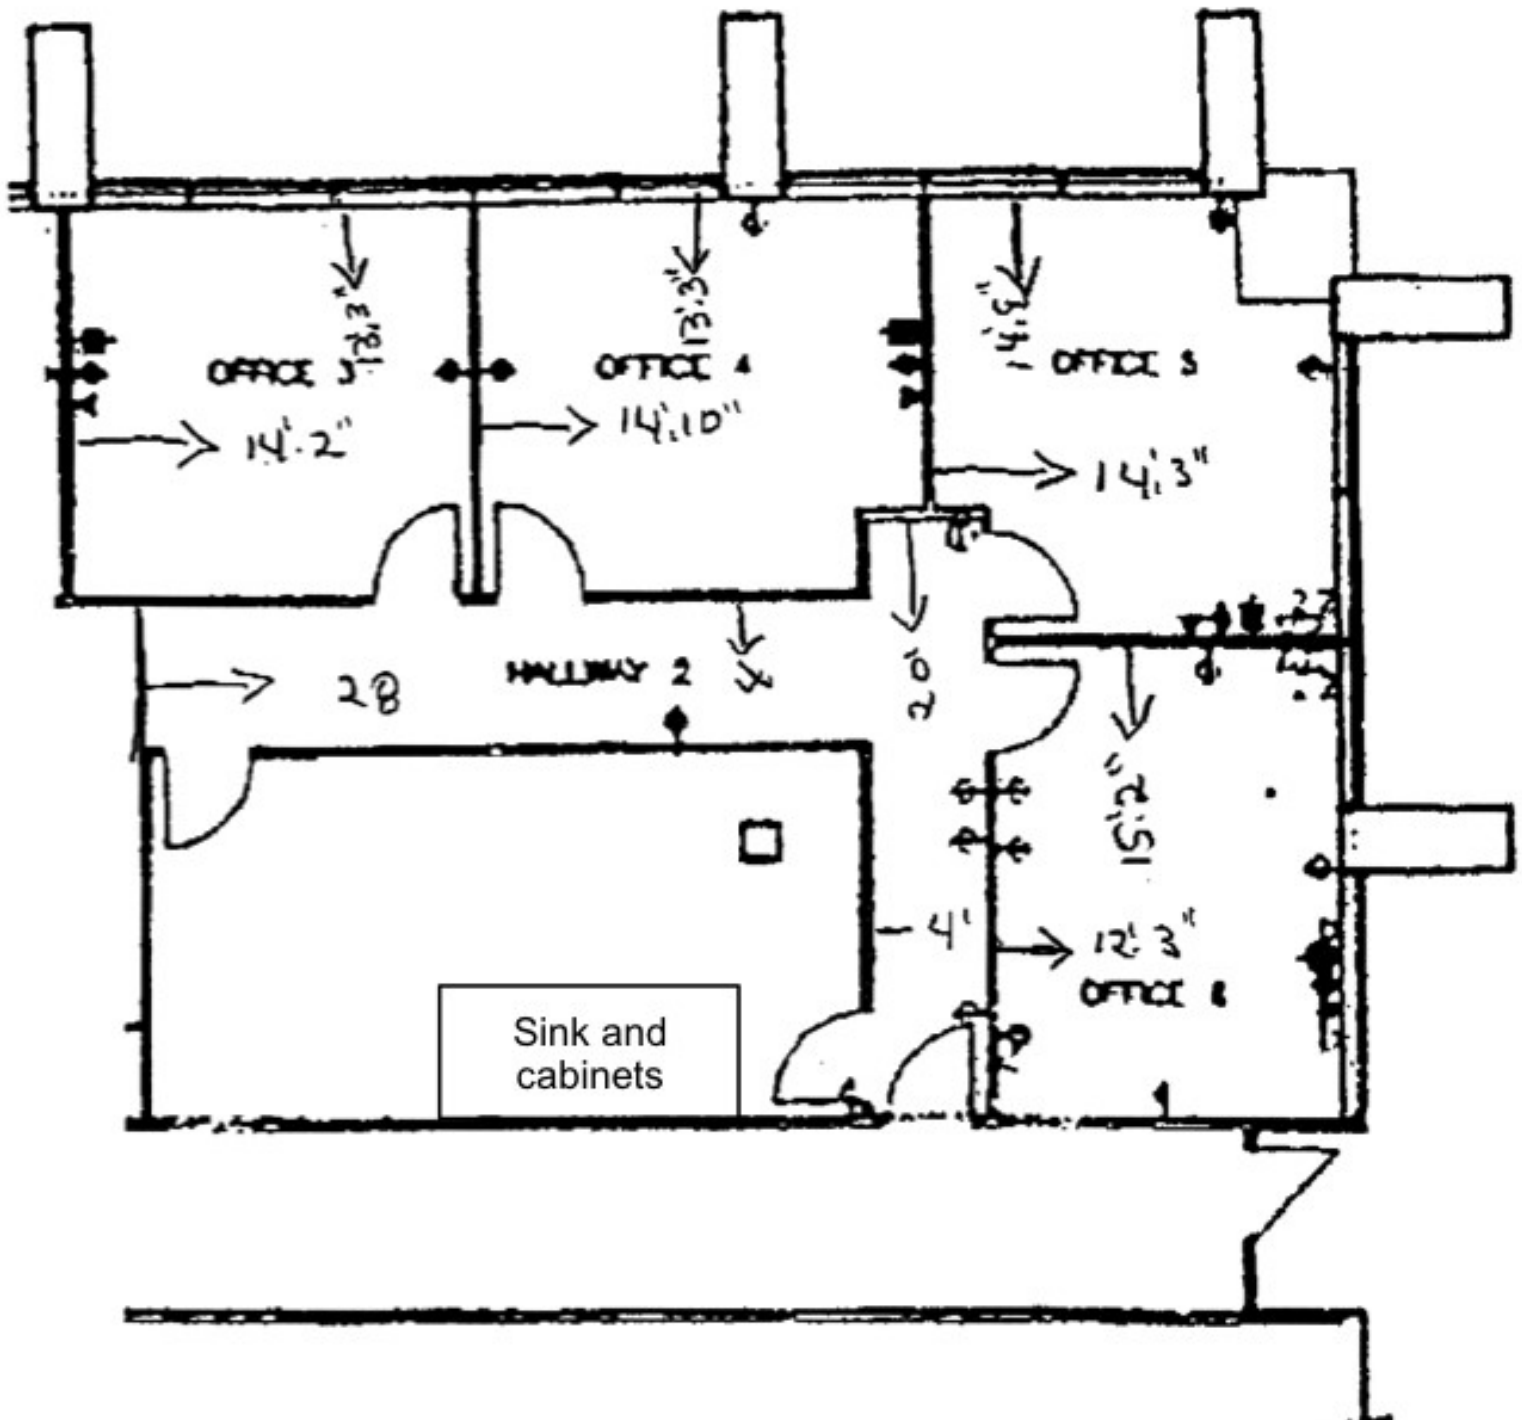 13'.3"
13'.3"
14'.9"
OFFICE 3
OFFICE 4
OFFICE 5
14'.2"
14'.10"
14'.3"
28
HALLWAY 2
4
20'
15'.2"
4'
12'.3"
OFFICE 6
Sink and
cabinets